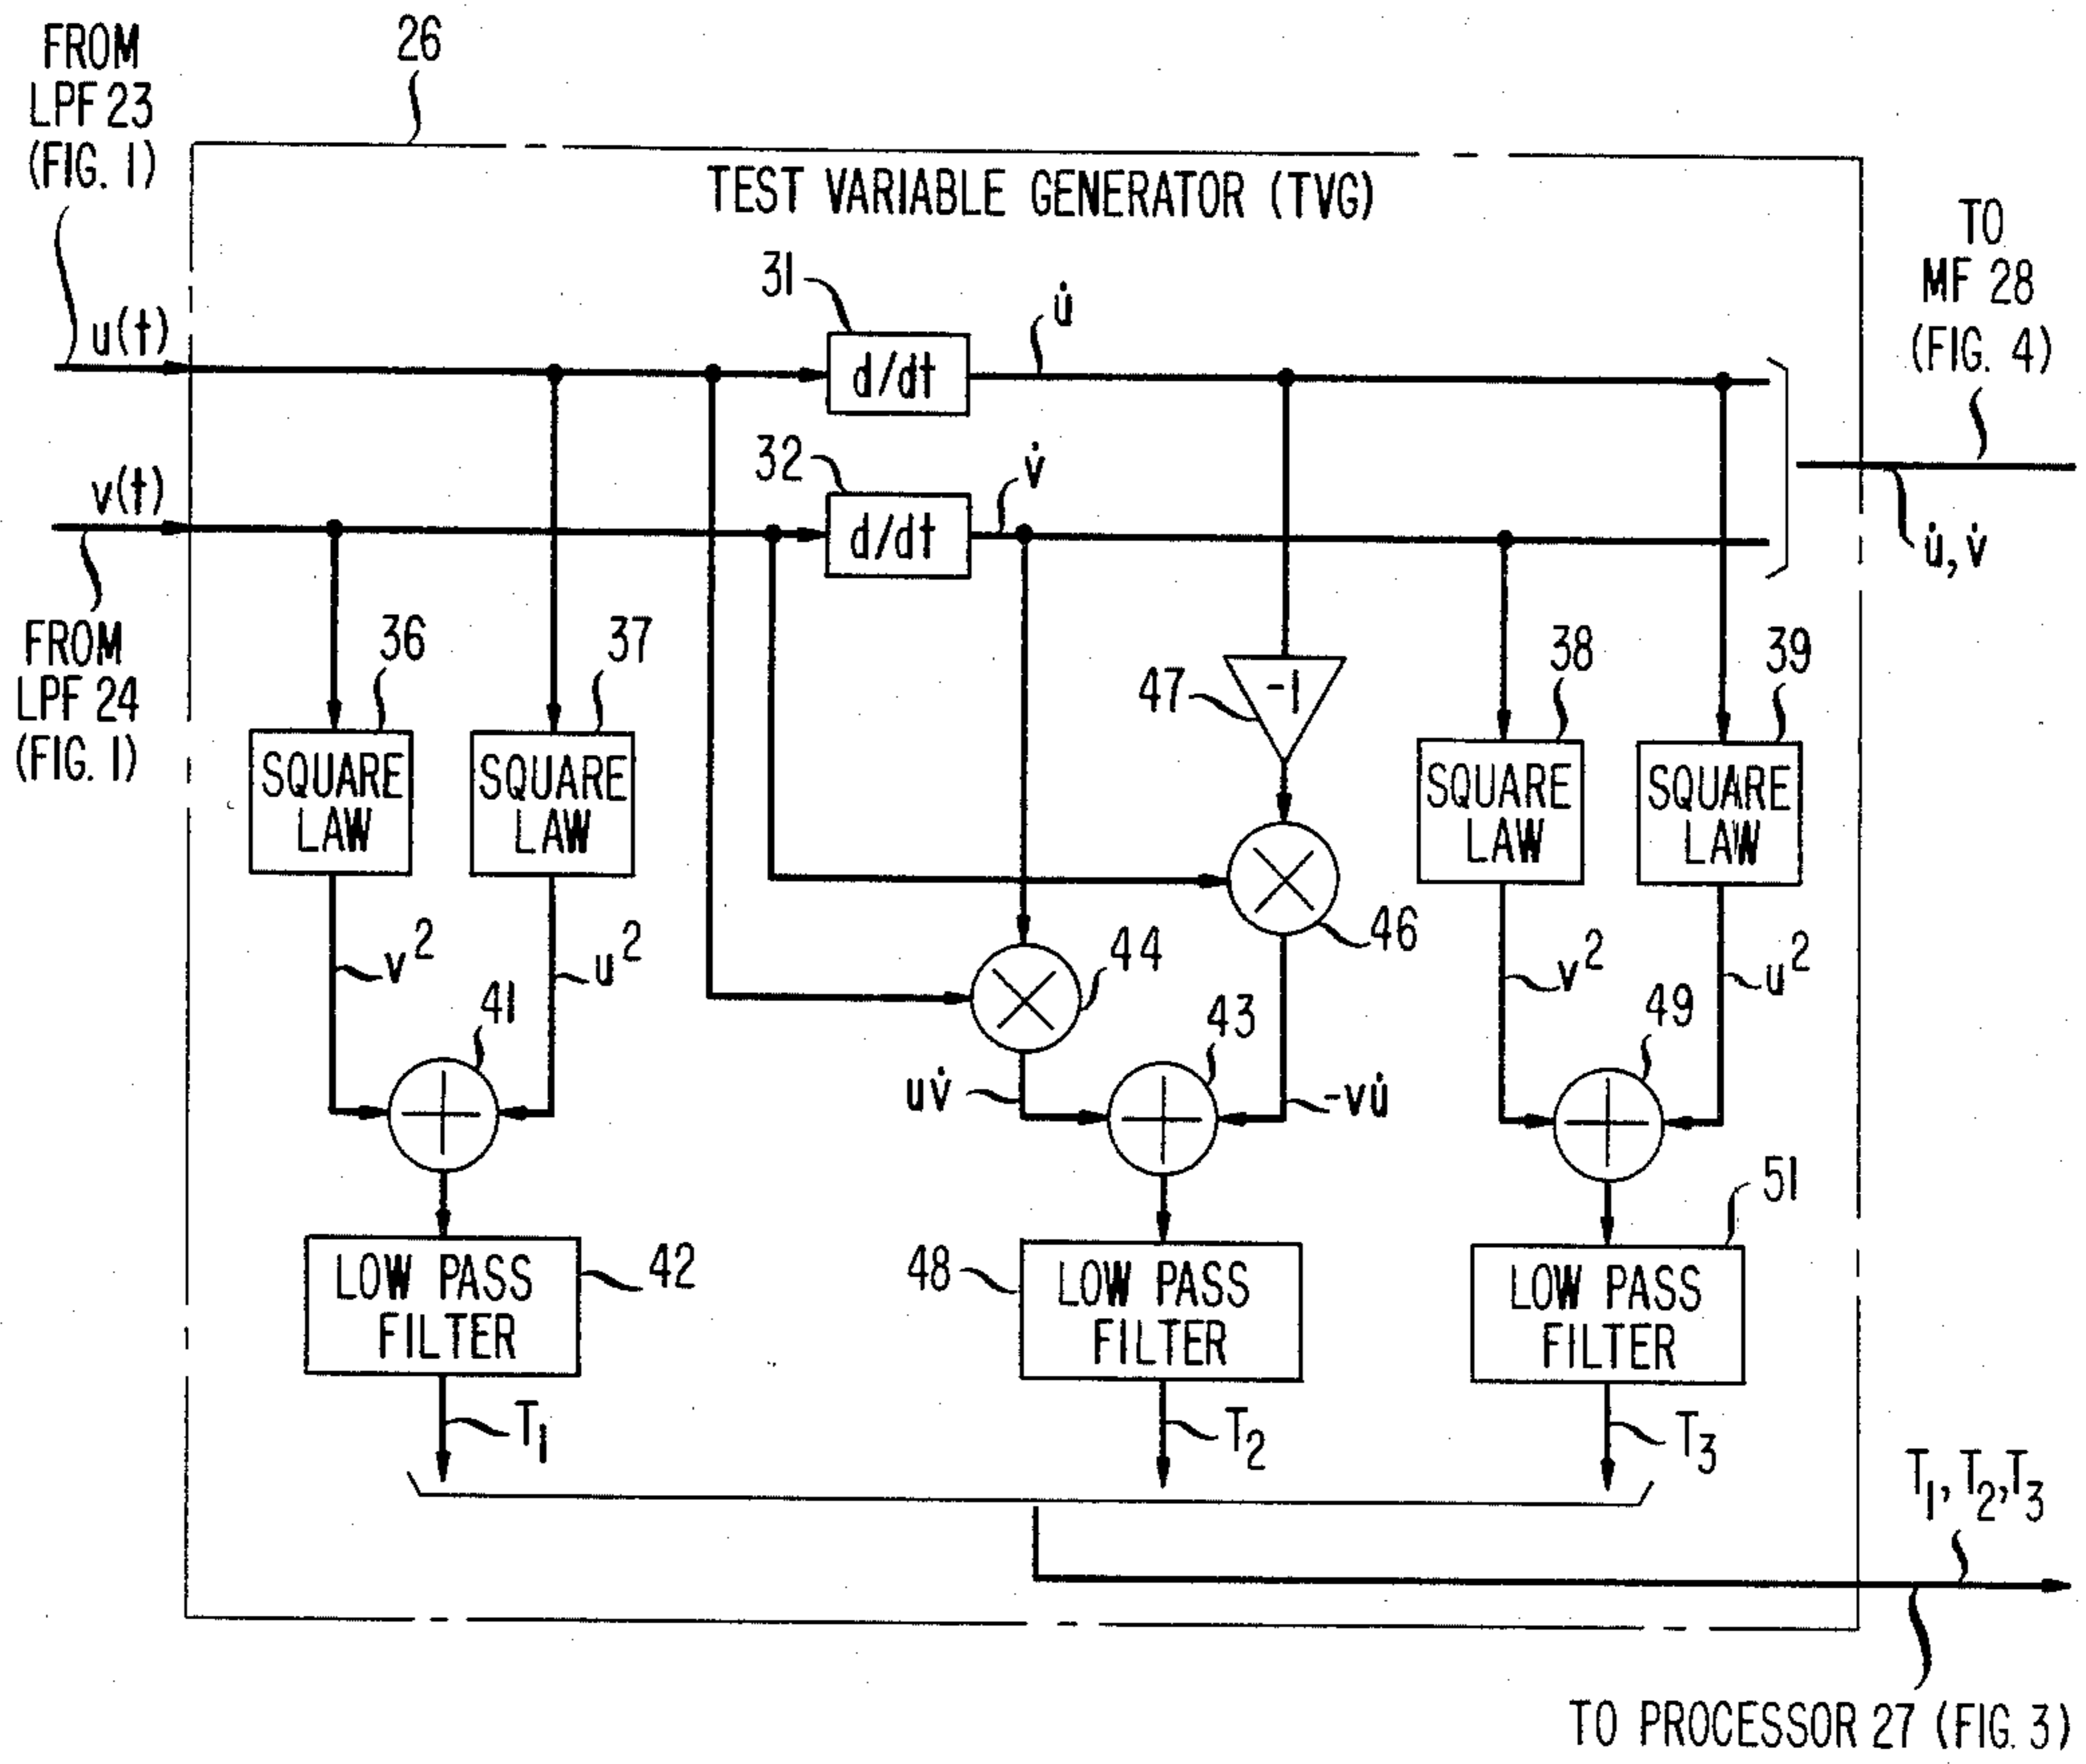 FROM
LPF 23
(FIG. 1)
26
TEST VARIABLE GENERATOR (TVG)
TO
MF 28
(FIG. 4)
31
u(t)
d/dt
u̇
32
v(t)
d/dt
v̇
u̇, v̇
FROM
LPF 24
(FIG. 1)
36
37
47
-1
38
39
SQUARE
LAW
SQUARE
LAW
SQUARE
LAW
SQUARE
LAW
46
44
v²
u²
v²
u²
41
43
49
uv̇
-vu̇
51
LOW PASS
FILTER
42
48
LOW PASS
FILTER
LOW PASS
FILTER
T₁
T₂
T₃
T₁, T₂, T₃
TO PROCESSOR 27 (FIG. 3)